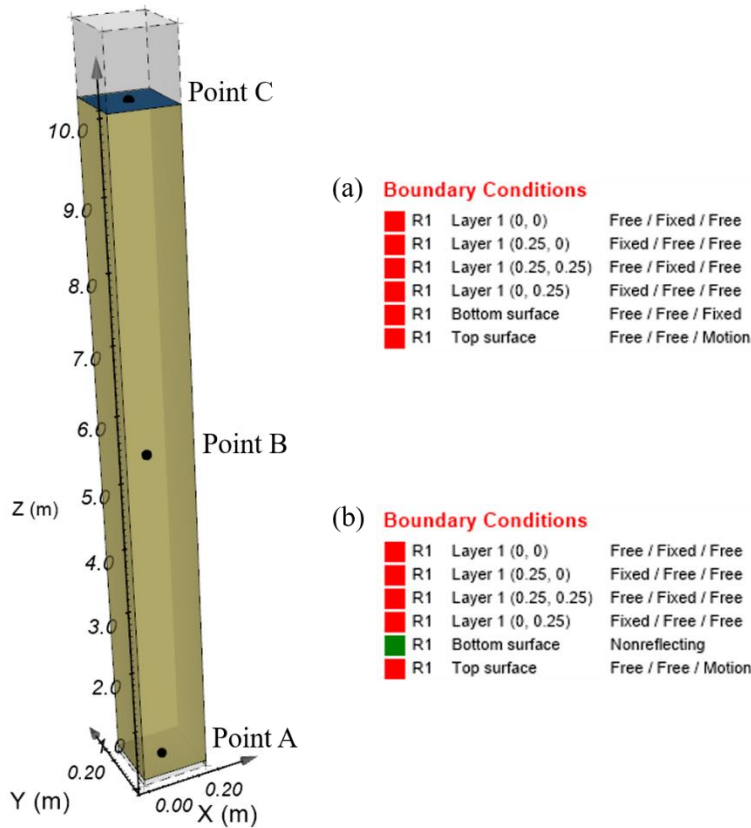 Point C
10.0
9.0
8.0
7.0
6.0
Point B
5.0
Z (m)
4.0
3.0
2.0
Point A
1.0
0.20
0.20
Y (m)
0.00
X (m)
(a) Boundary Conditions
R1 Layer 1 (0, 0) Free / Fixed / Free
R1 Layer 1 (0.25, 0) Fixed / Free / Free
R1 Layer 1 (0.25, 0.25) Free / Fixed / Free
R1 Layer 1 (0, 0.25) Fixed / Free / Free
R1 Bottom surface Free / Free / Fixed
R1 Top surface Free / Free / Motion
(b) Boundary Conditions
R1 Layer 1 (0, 0) Free / Fixed / Free
R1 Layer 1 (0.25, 0) Fixed / Free / Free
R1 Layer 1 (0.25, 0.25) Free / Fixed / Free
R1 Layer 1 (0, 0.25) Fixed / Free / Free
R1 Bottom surface Nonreflecting
R1 Top surface Free / Free / Motion